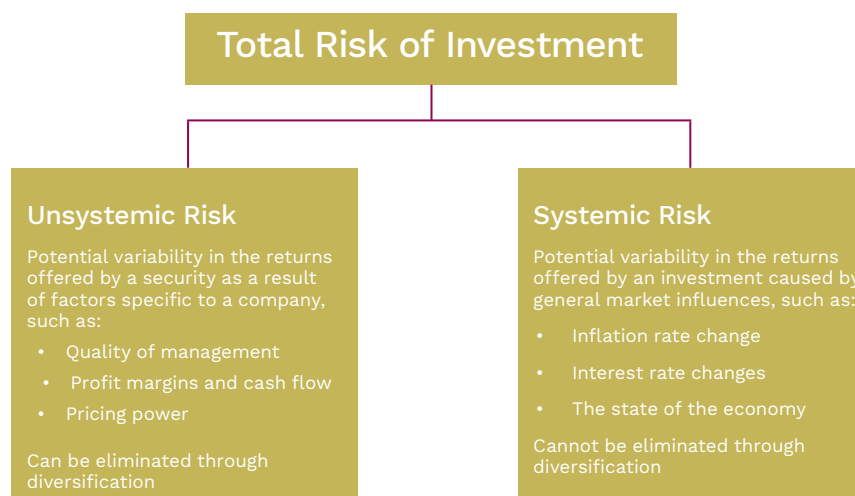 Total Risk of Investment
Unsystemic Risk
Potential variability in the returns
offered by a security as a result
of factors specific to a company,
such as:
• Quality of management
• Profit margins and cash flow
• Pricing power
Can be eliminated through
diversification
Systemic Risk
Potential variability in the returns
offered by an investment caused by
general market influences, such as:
• Inflation rate change
• Interest rate changes
• The state of the economy
Cannot be eliminated through
diversification